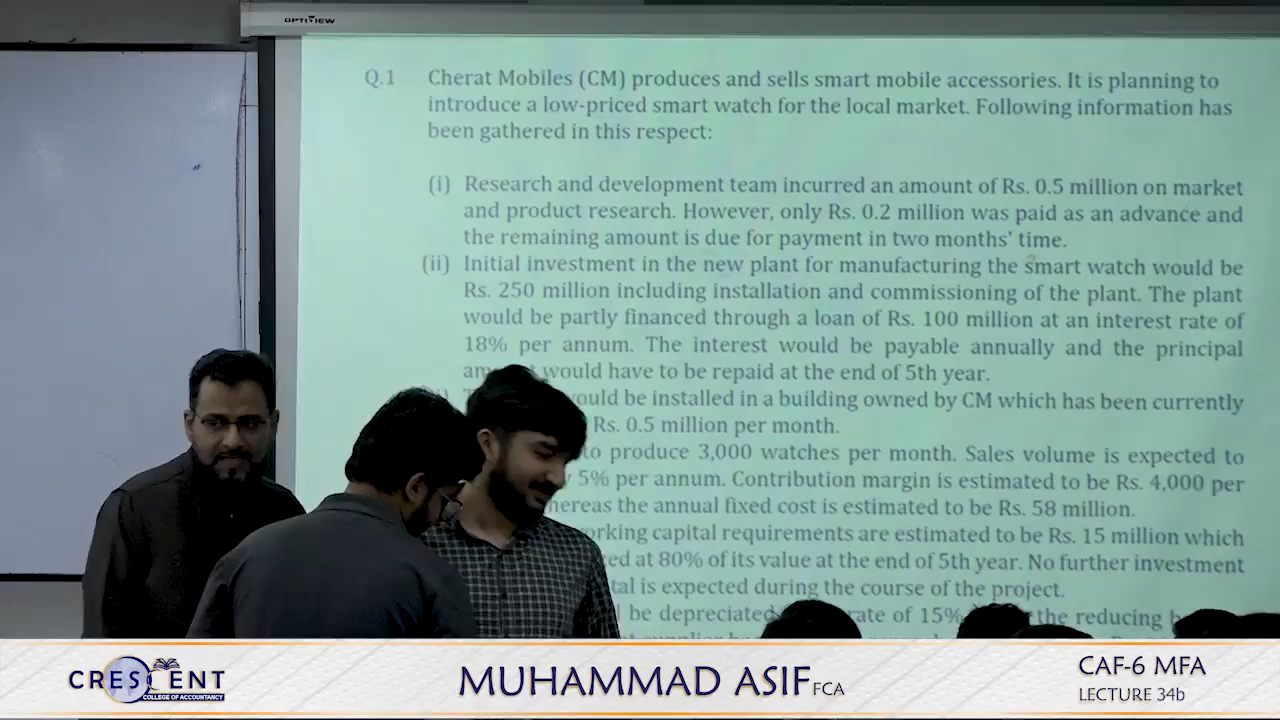 OPTIVIEW
Q.1 Cherat Mobiles (CM) produces and sells smart mobile accessories. It is planning to
introduce a low-priced smart watch for the local market. Following information has
been gathered in this respect:
(i) Research and development team incurred an amount of Rs. 0.5 million on market
and product research. However, only Rs. 0.2 million was paid as an advance and
the remaining amount is due for payment in two months' time.
(ii) Initial investment in the new plant for manufacturing the smart watch would be
Rs. 250 million including installation and commissioning of the plant. The plant
would be partly financed through a loan of Rs. 100 million at an interest rate of
18% per annum. The interest would be payable annually and the principal
would have to be repaid at the end of 5th year.
would be installed in a building owned by CM which has been currently
Rs. 0.5 million per month.
to produce 3,000 watches per month. Sales volume is expected to
5% per annum. Contribution margin is estimated to be Rs. 4,000 per
whereas the annual fixed cost is estimated to be Rs. 58 million.
working capital requirements are estimated to be Rs. 15 million which
at 80% of its value at the end of 5th year. No further investment
is expected during the course of the project.
be depreciated rate of 15% the reducing
CRESCENT
COLLEGE OF ACCOUNTANCY
MUHAMMAD ASIF FCA
CAF-6 MFA
LECTURE 34b